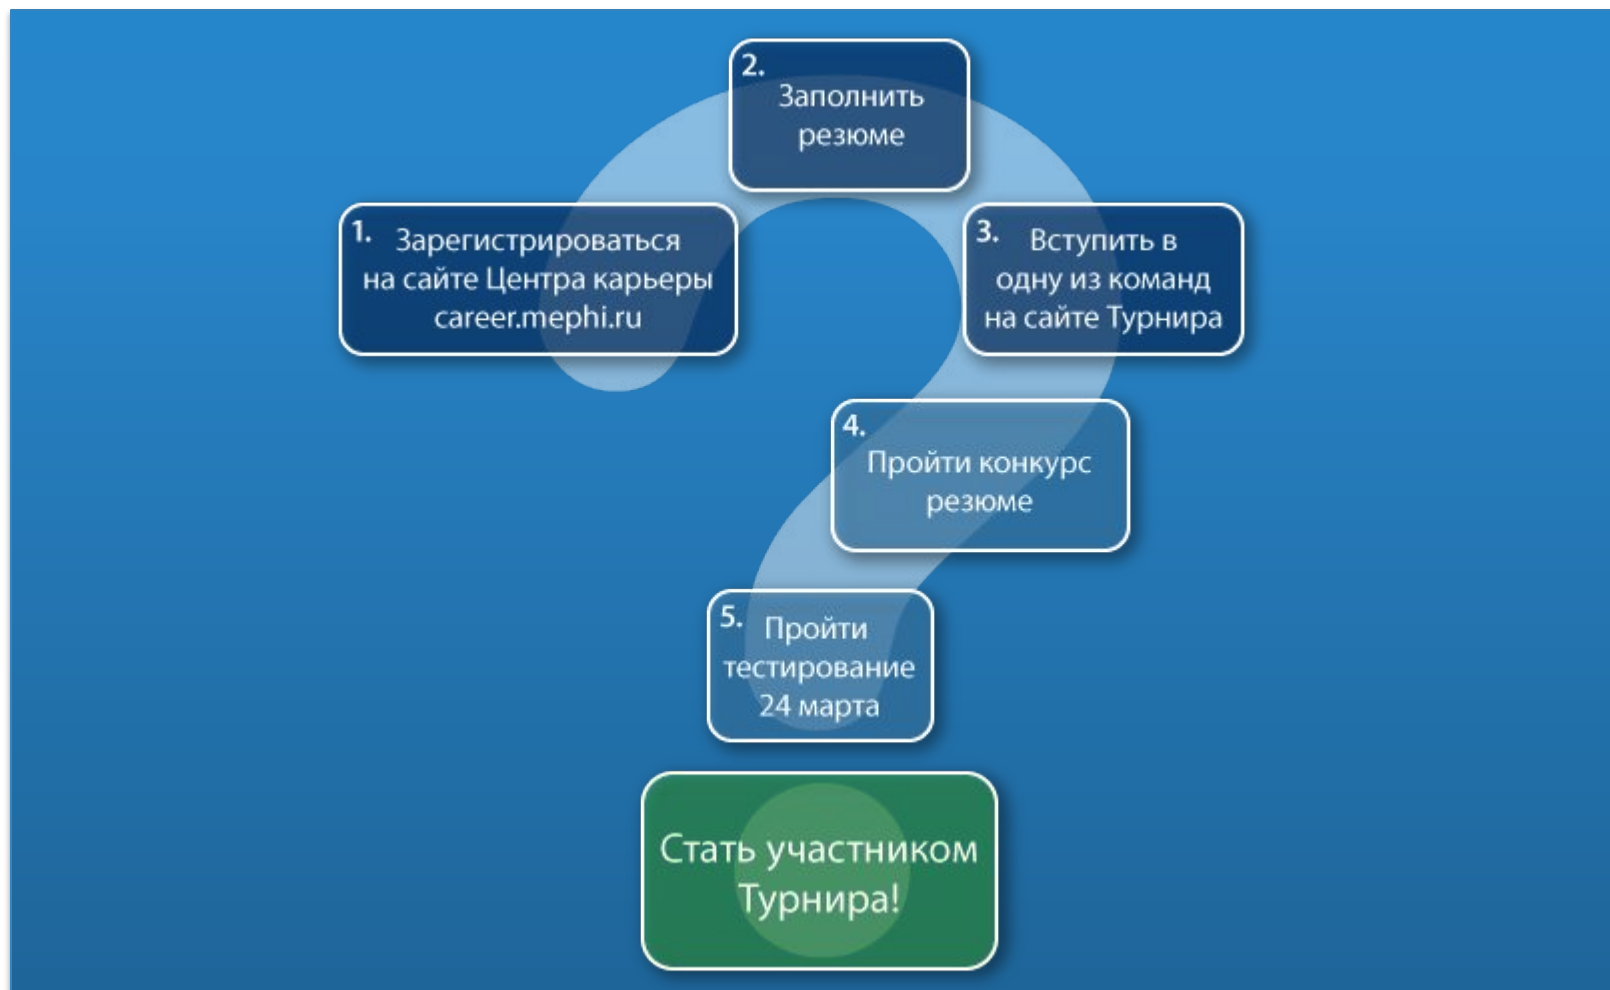 1. Зарегистрироваться
на сайте Центра карьеры
career.mephi.ru
2.
Заполнить
резюме
3. Вступить в
одну из команд
на сайте Турнира
4.
Пройти конкурс
резюме
5. Пройти
тестирование
24 марта
Стать участником
Турнира!